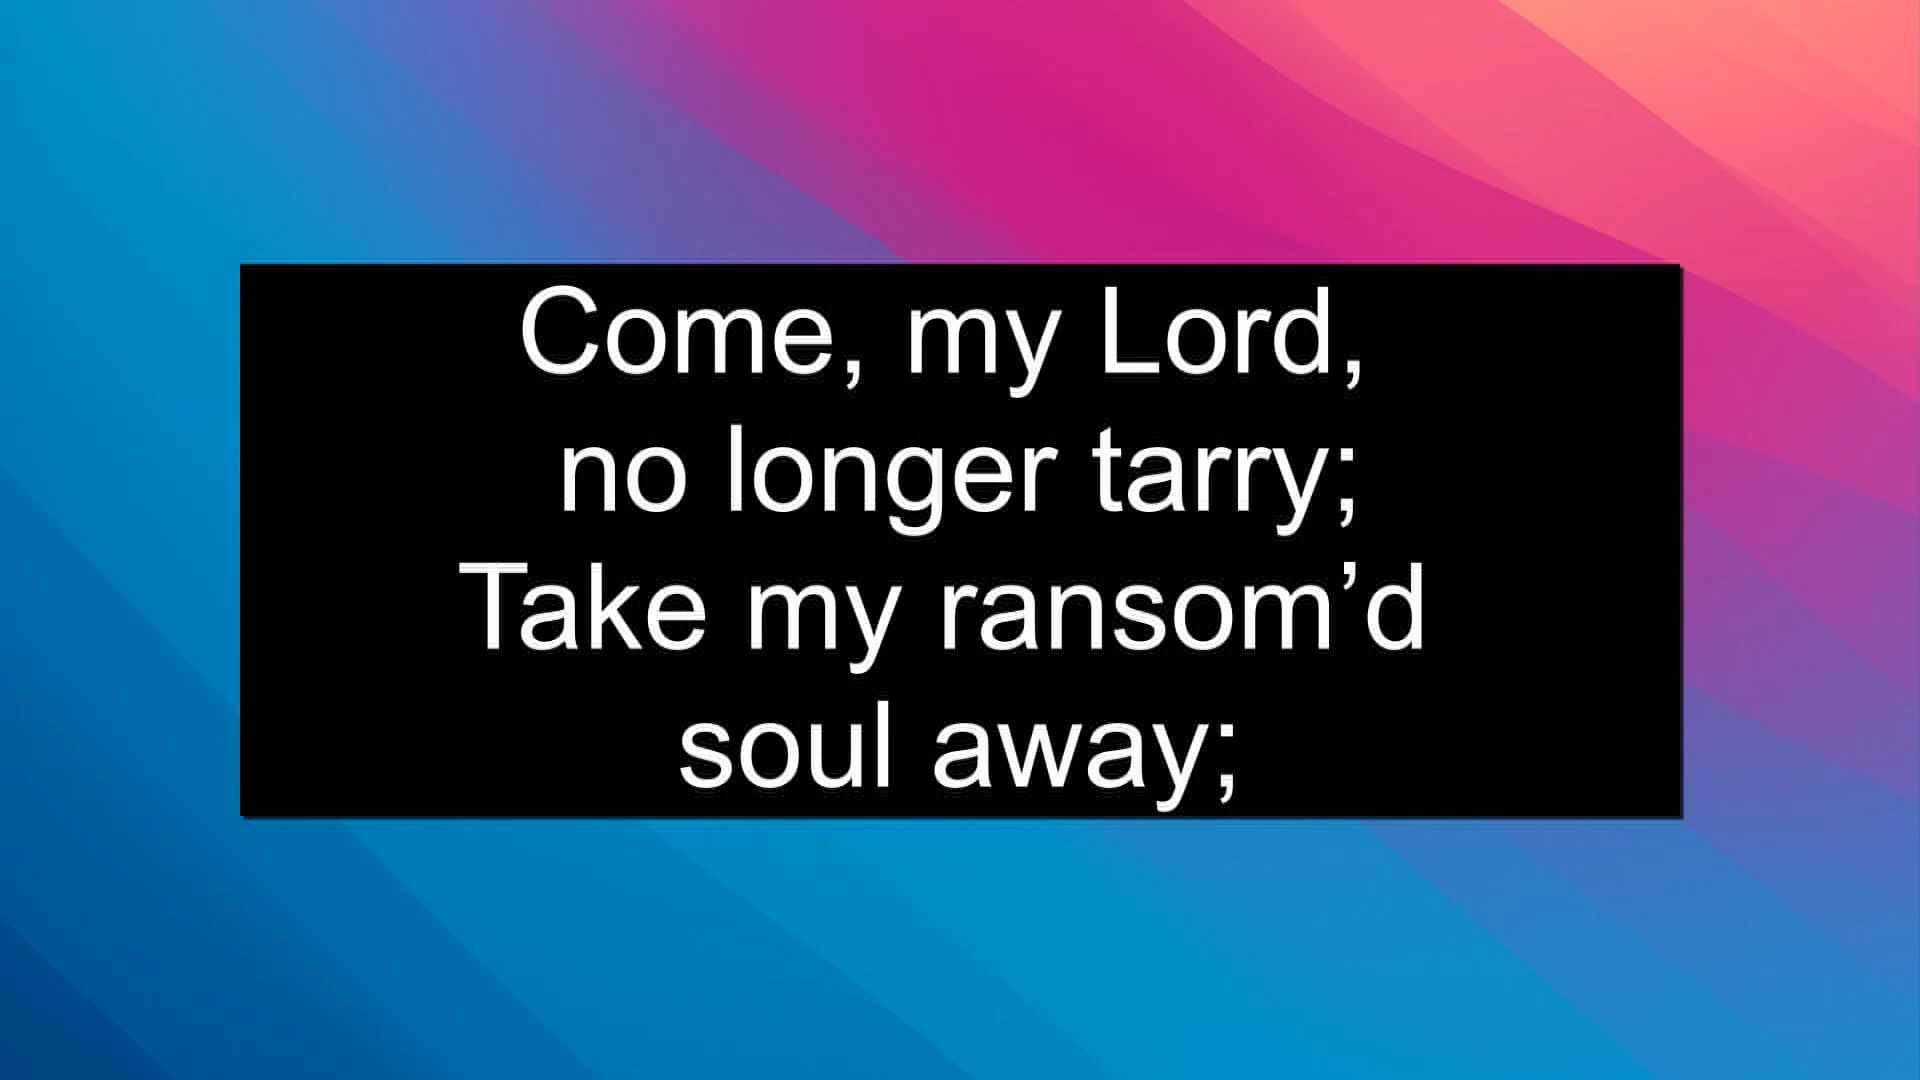 Come, my Lord,
no longer tarry;
Take my ransom’d
soul away;